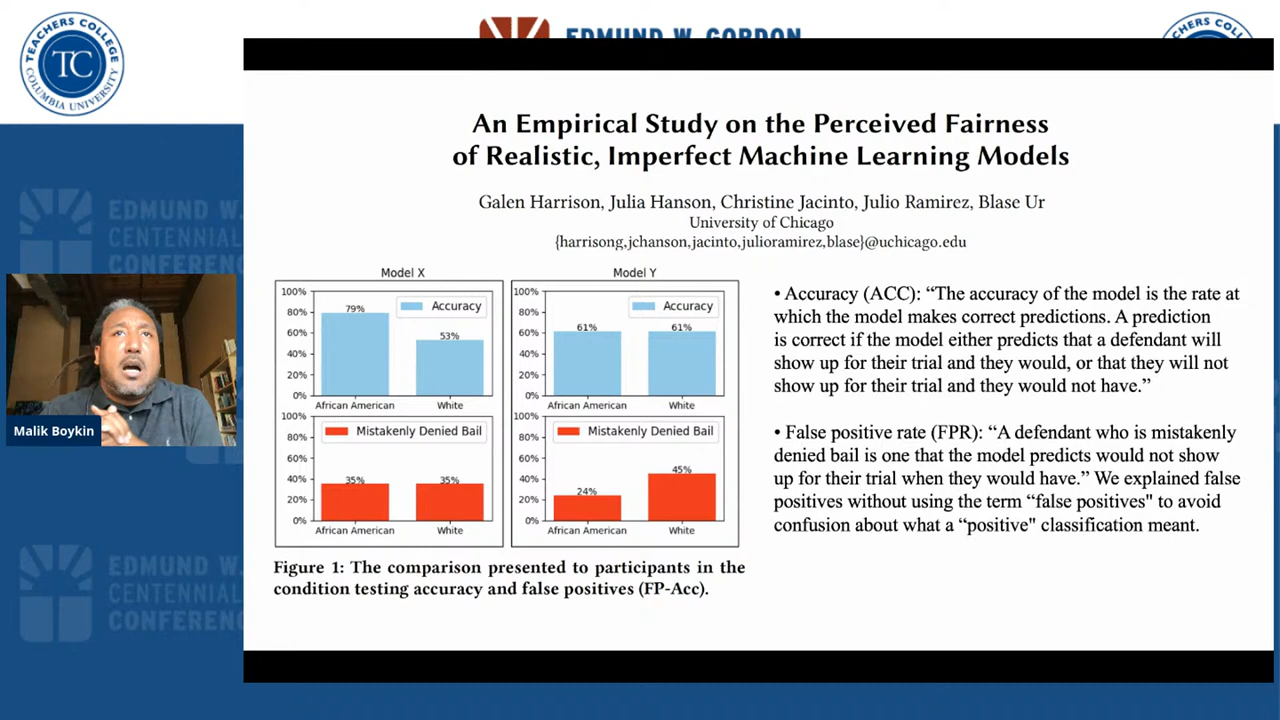 TEACHERS COLLEGE
TC
COLUMBIA UNIVERSITY
EDMUND W. GORDON
TEACHERS COLLEGE
EDMUND W.
CENTENNIAL
CONFERENCE
An Empirical Study on the Perceived Fairness
of Realistic, Imperfect Machine Learning Models
Galen Harrison, Julia Hanson, Christine Jacinto, Julio Ramirez, Blase Ur
University of Chicago
{harrisong,jchanson,jacinto,julioramirez,blase}@uchicago.edu
Model X
100%
80%
60%
40%
20%
0%
Accuracy
79%
53%
African American
White
100%
80%
60%
40%
20%
0%
Mistakenly Denied Bail
35%
35%
African American
White
Model Y
100%
80%
60%
40%
20%
0%
Accuracy
61%
61%
African American
White
100%
80%
60%
40%
20%
0%
Mistakenly Denied Bail
24%
45%
African American
White
Figure 1: The comparison presented to participants in the
condition testing accuracy and false positives (FP-Acc).
• Accuracy (ACC): “The accuracy of the model is the rate at
which the model makes correct predictions. A prediction
is correct if the model either predicts that a defendant will
show up for their trial and they would, or that they will not
show up for their trial and they would not have.”
• False positive rate (FPR): “A defendant who is mistakenly
denied bail is one that the model predicts would not show
up for their trial when they would have.” We explained false
positives without using the term “false positives" to avoid
confusion about what a “positive" classification meant.
Malik Boykin
EDMUND W.
CENTENNIAL
CONFERENC